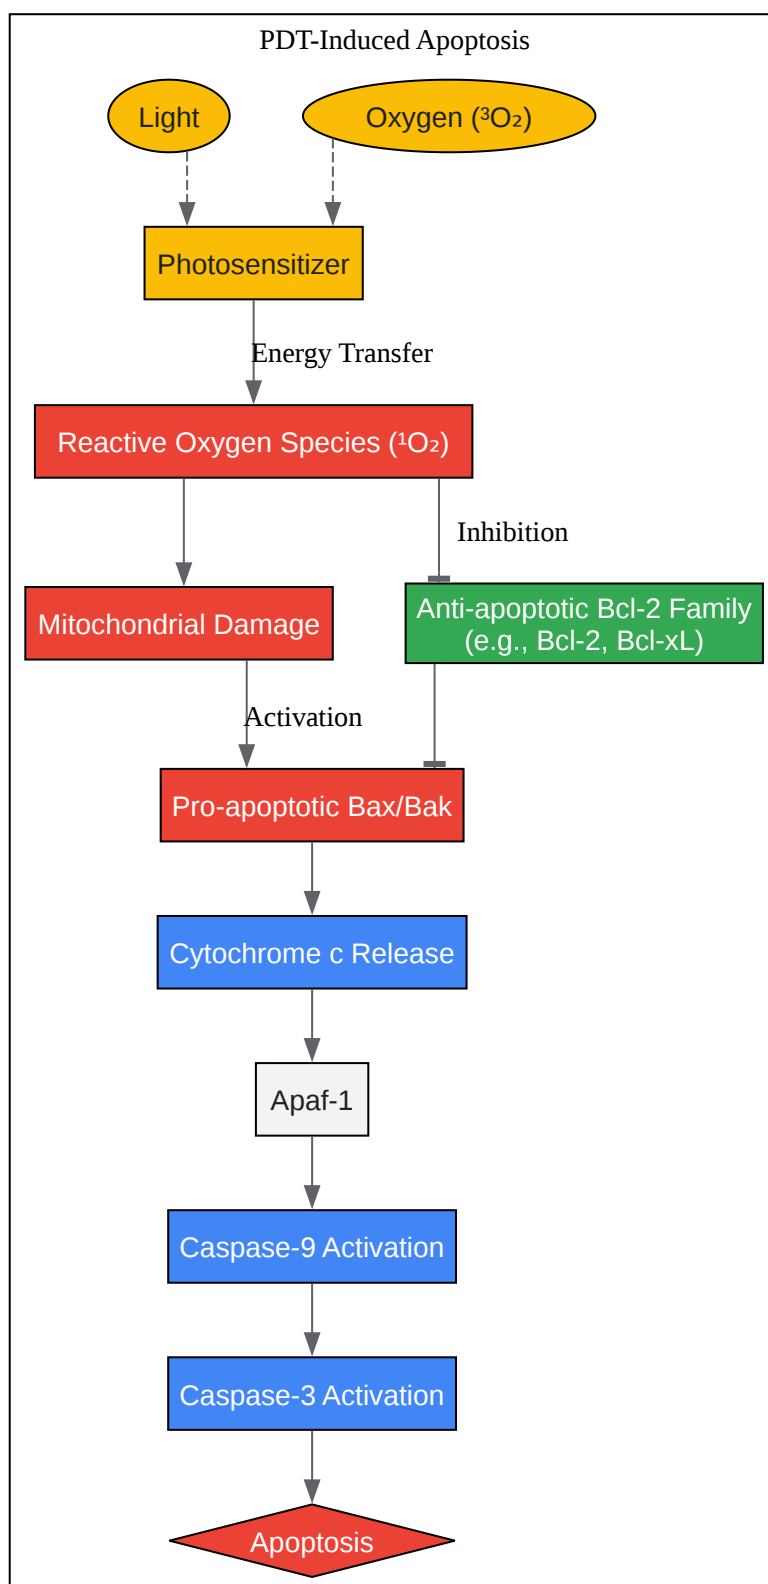 PDT-Induced Apoptosis
Light
Oxygen (³O₂)
Photosensitizer
Energy Transfer
Reactive Oxygen Species (¹O₂)
Inhibition
Mitochondrial Damage
Anti-apoptotic Bcl-2 Family
(e.g., Bcl-2, Bcl-xL)
Activation
Pro-apoptotic Bax/Bak
Cytochrome c Release
Apaf-1
Caspase-9 Activation
Caspase-3 Activation
Apoptosis